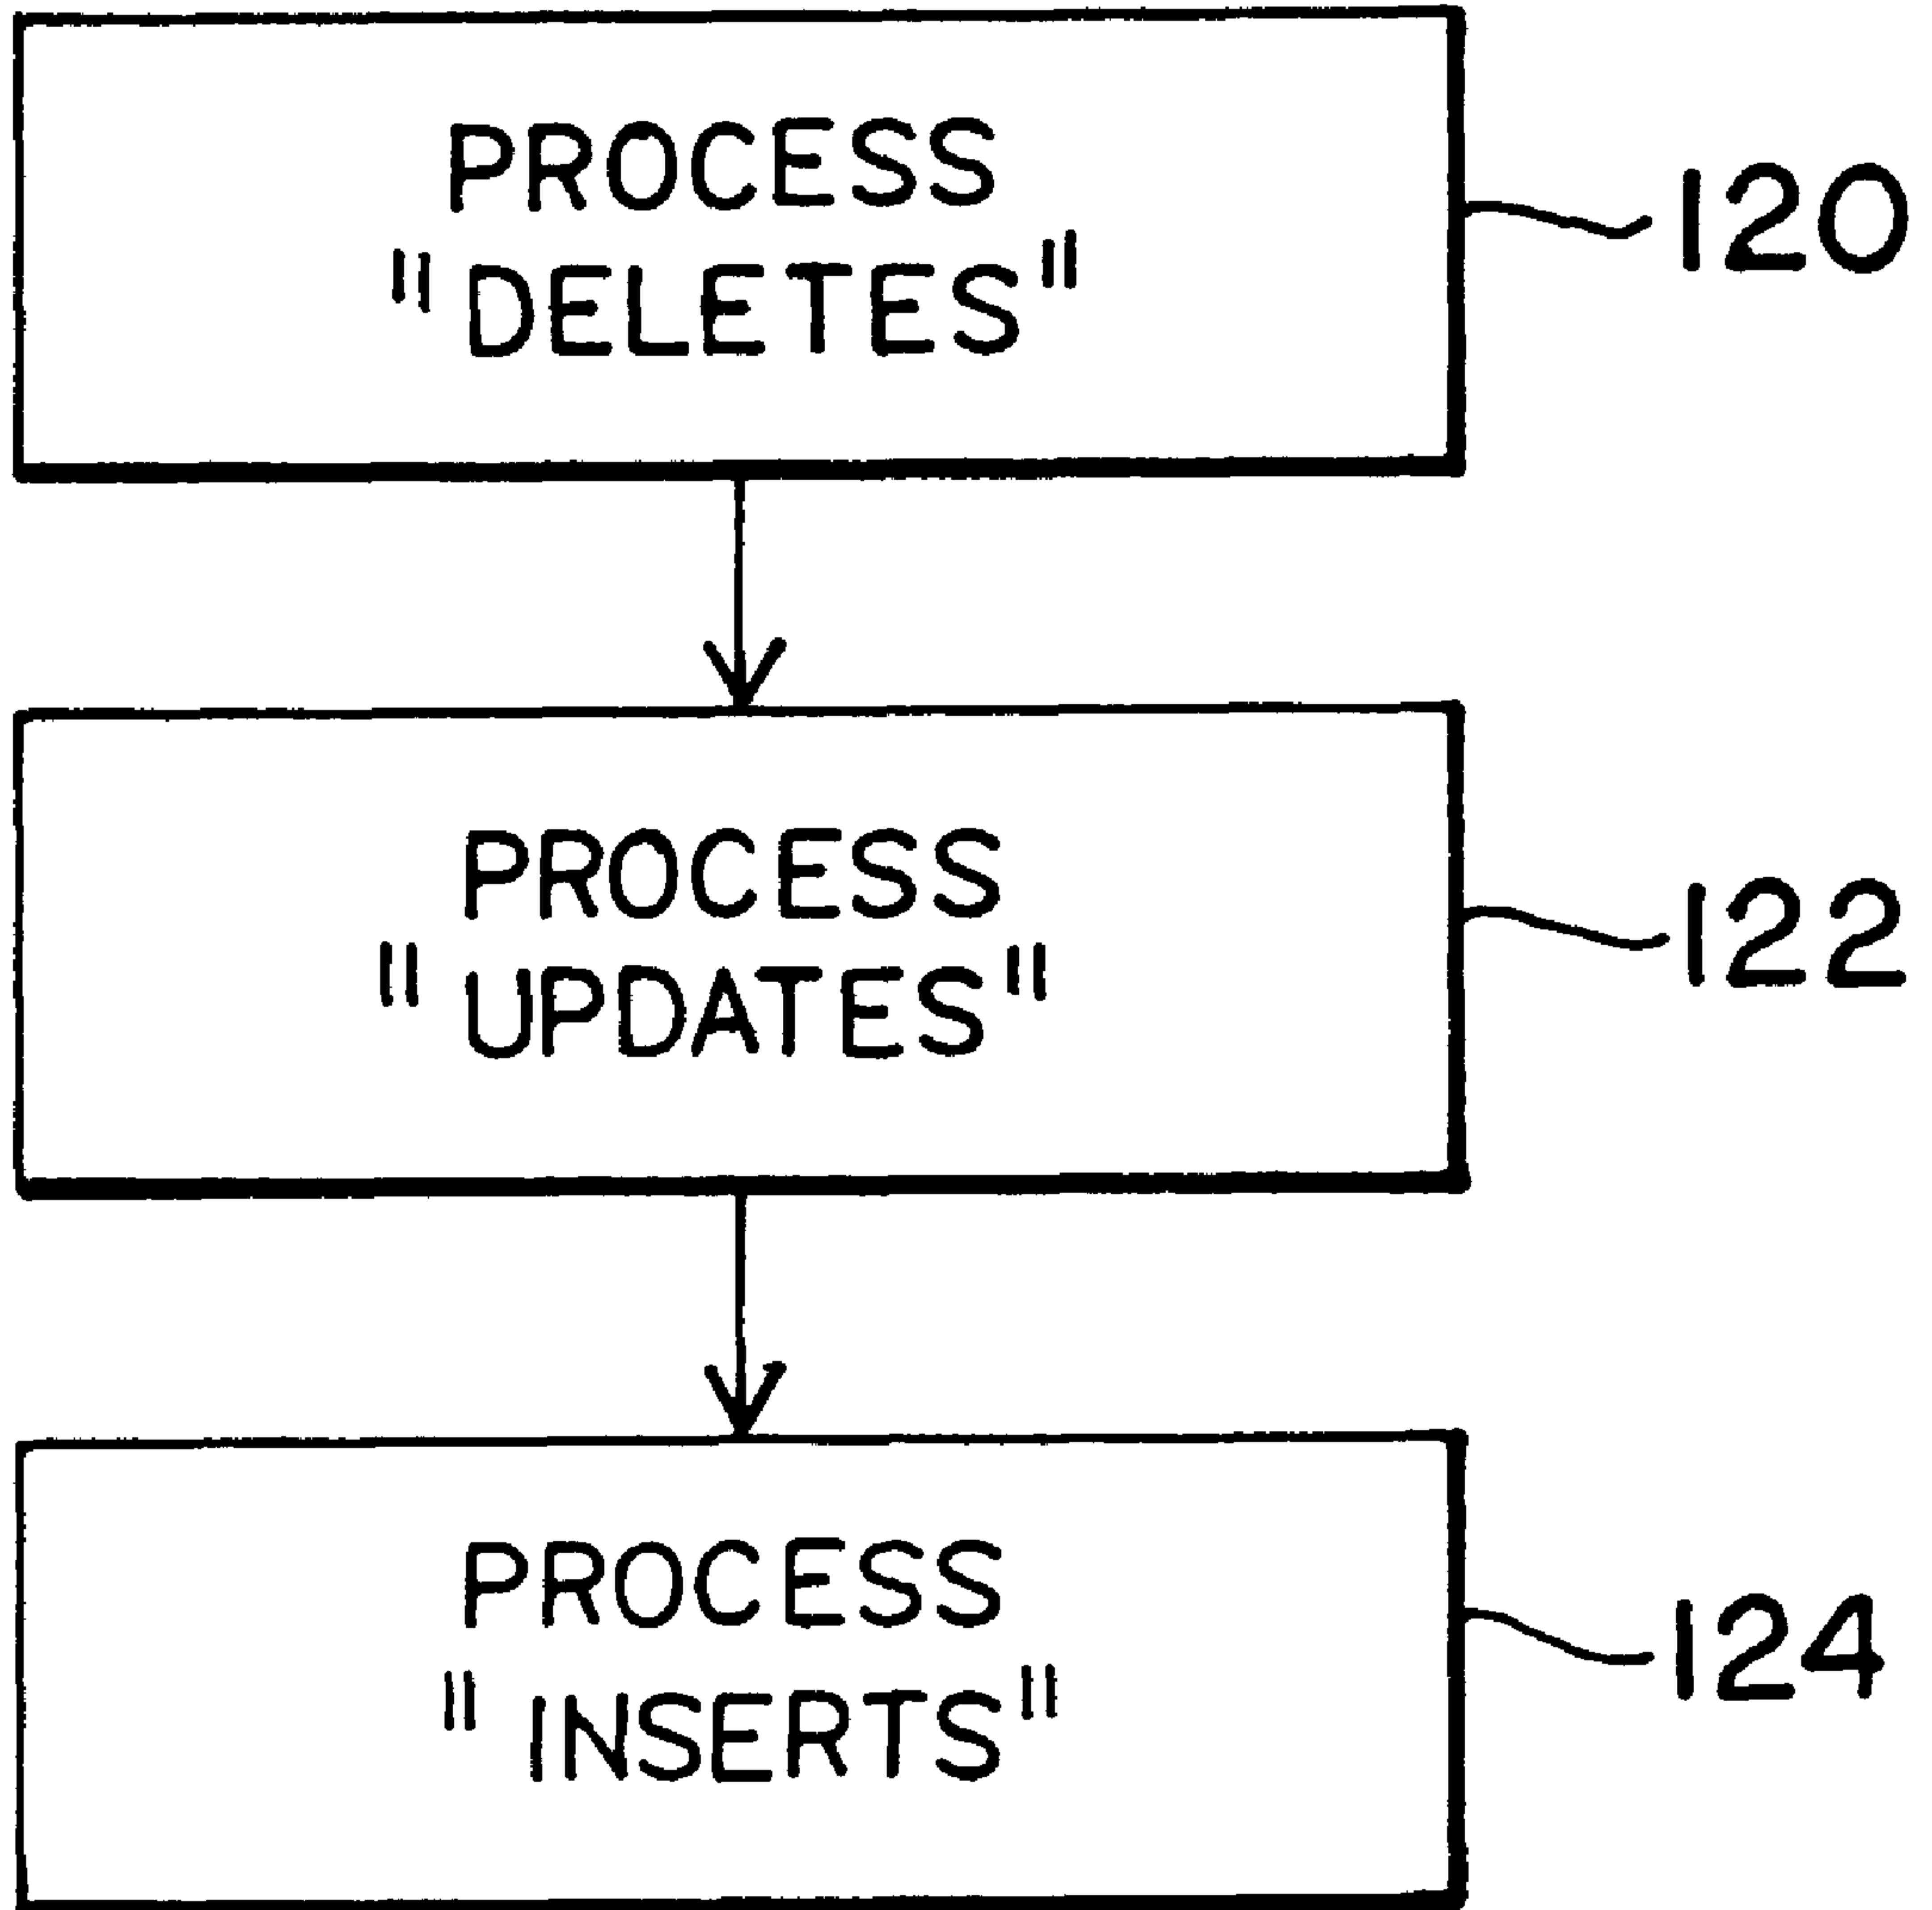 PROCESS
"DELETES"
120
PROCESS
"UPDATES"
122
PROCESS
"INSERTS"
124